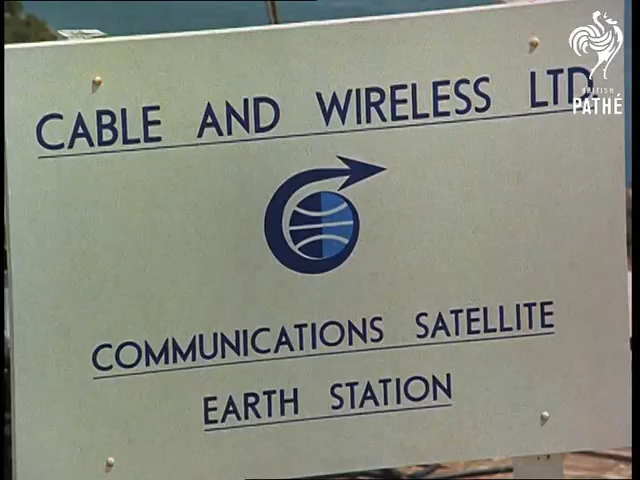 CABLE AND WIRELESS LTD.
BRITISH
PATHÉ
COMMUNICATIONS SATELLITE
EARTH STATION